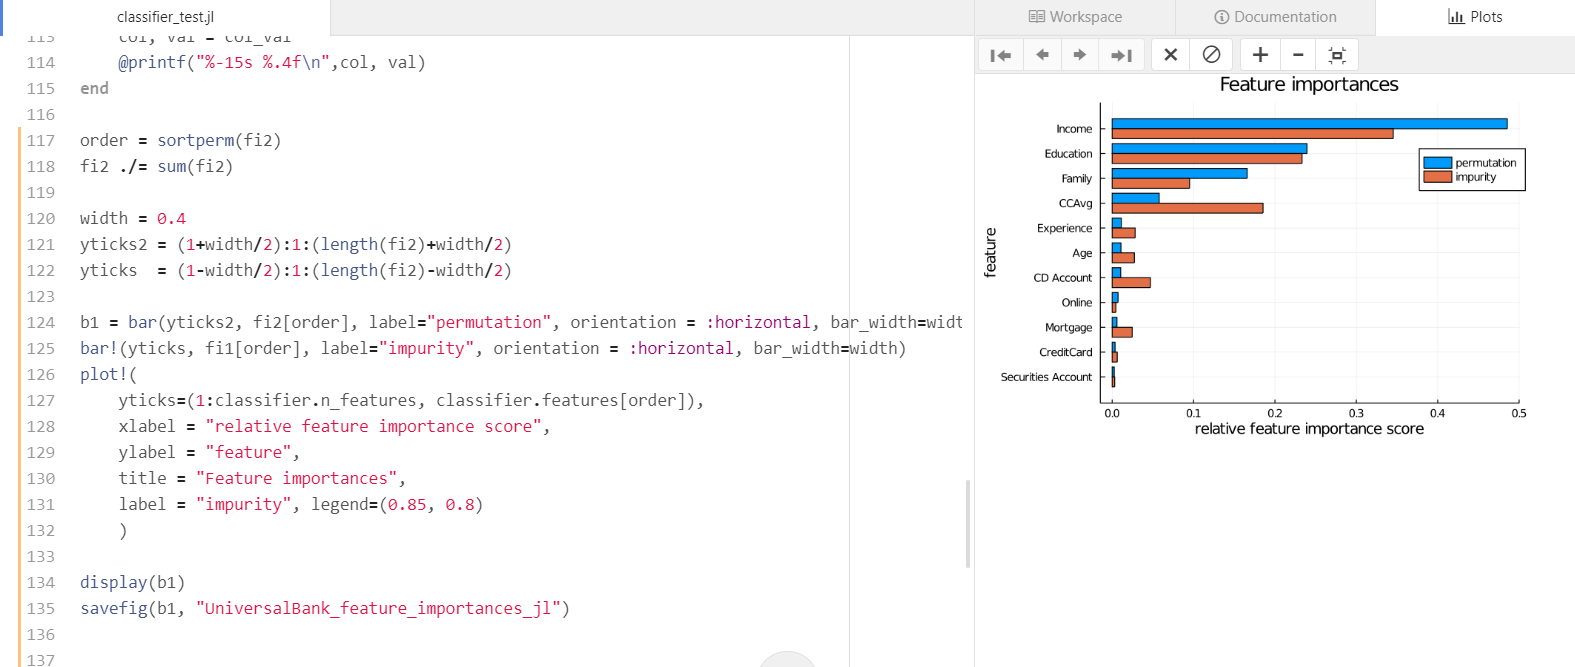 classifier_test.jl
Workspace
Documentation
Plots
113 col, val = col_val
114 @printf("%-15s %.4f\n",col, val)
115 end
116
117 order = sortperm(fi2)
118 fi2 ./= sum(fi2)
119
120 width = 0.4
121 yticks2 = (1+width/2):1:(length(fi2)+width/2)
122 yticks  = (1-width/2):1:(length(fi2)-width/2)
123
124 b1 = bar(yticks2, fi2[order], label="permutation", orientation = :horizontal, bar_width=widt
125 bar!(yticks, fi1[order], label="impurity", orientation = :horizontal, bar_width=width)
126 plot!(
127 yticks=(1:classifier.n_features, classifier.features[order]),
128 xlabel = "relative feature importance score",
129 ylabel = "feature",
130 title = "Feature importances",
131 label = "impurity", legend=(0.85, 0.8)
132 )
133
134 display(b1)
135 savefig(b1, "UniversalBank_feature_importances_jl")
136
137
Feature importances
Income
Education
Family
CCAvg
Experience
Age
CD Account
Online
Mortgage
CreditCard
Securities Account
feature
permutation
impurity
0.0 0.1 0.2 0.3 0.4 0.5
relative feature importance score